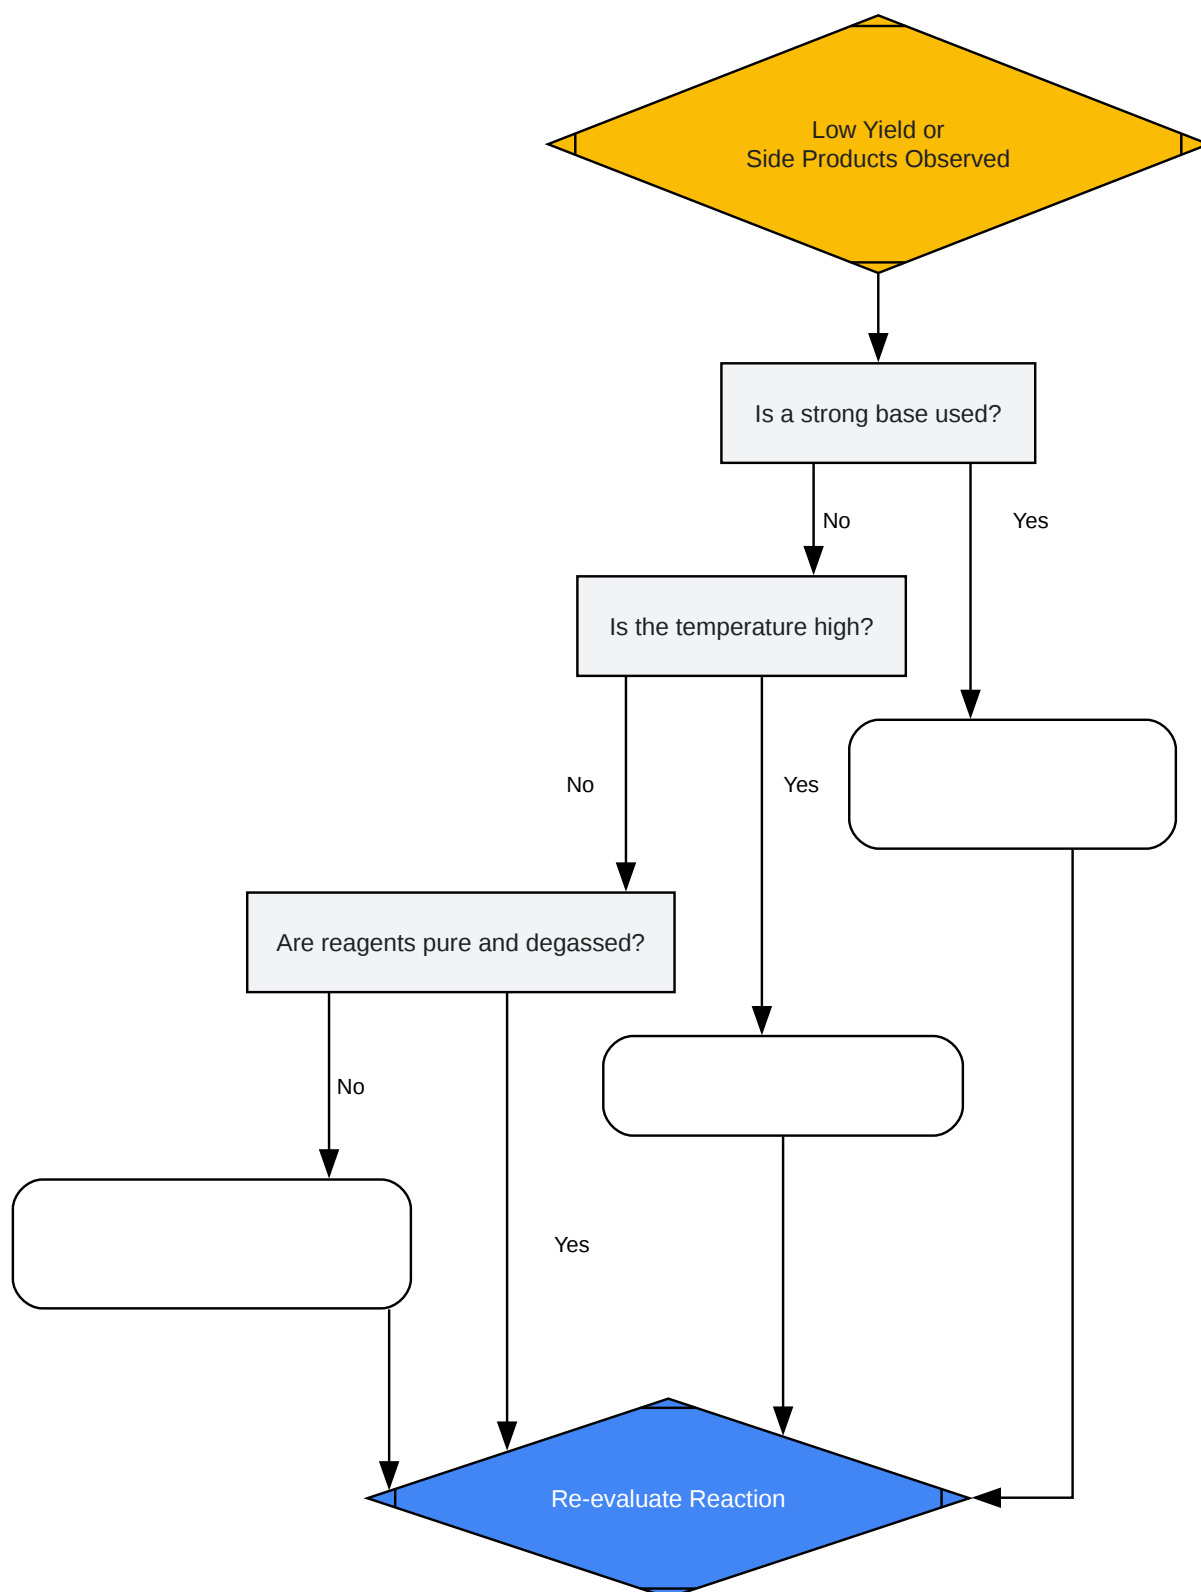 Low Yield or
Side Products Observed
Is a strong base used?
No
Yes
Is the temperature high?
No
Yes
Are reagents pure and degassed?
No
Yes
Re-evaluate Reaction